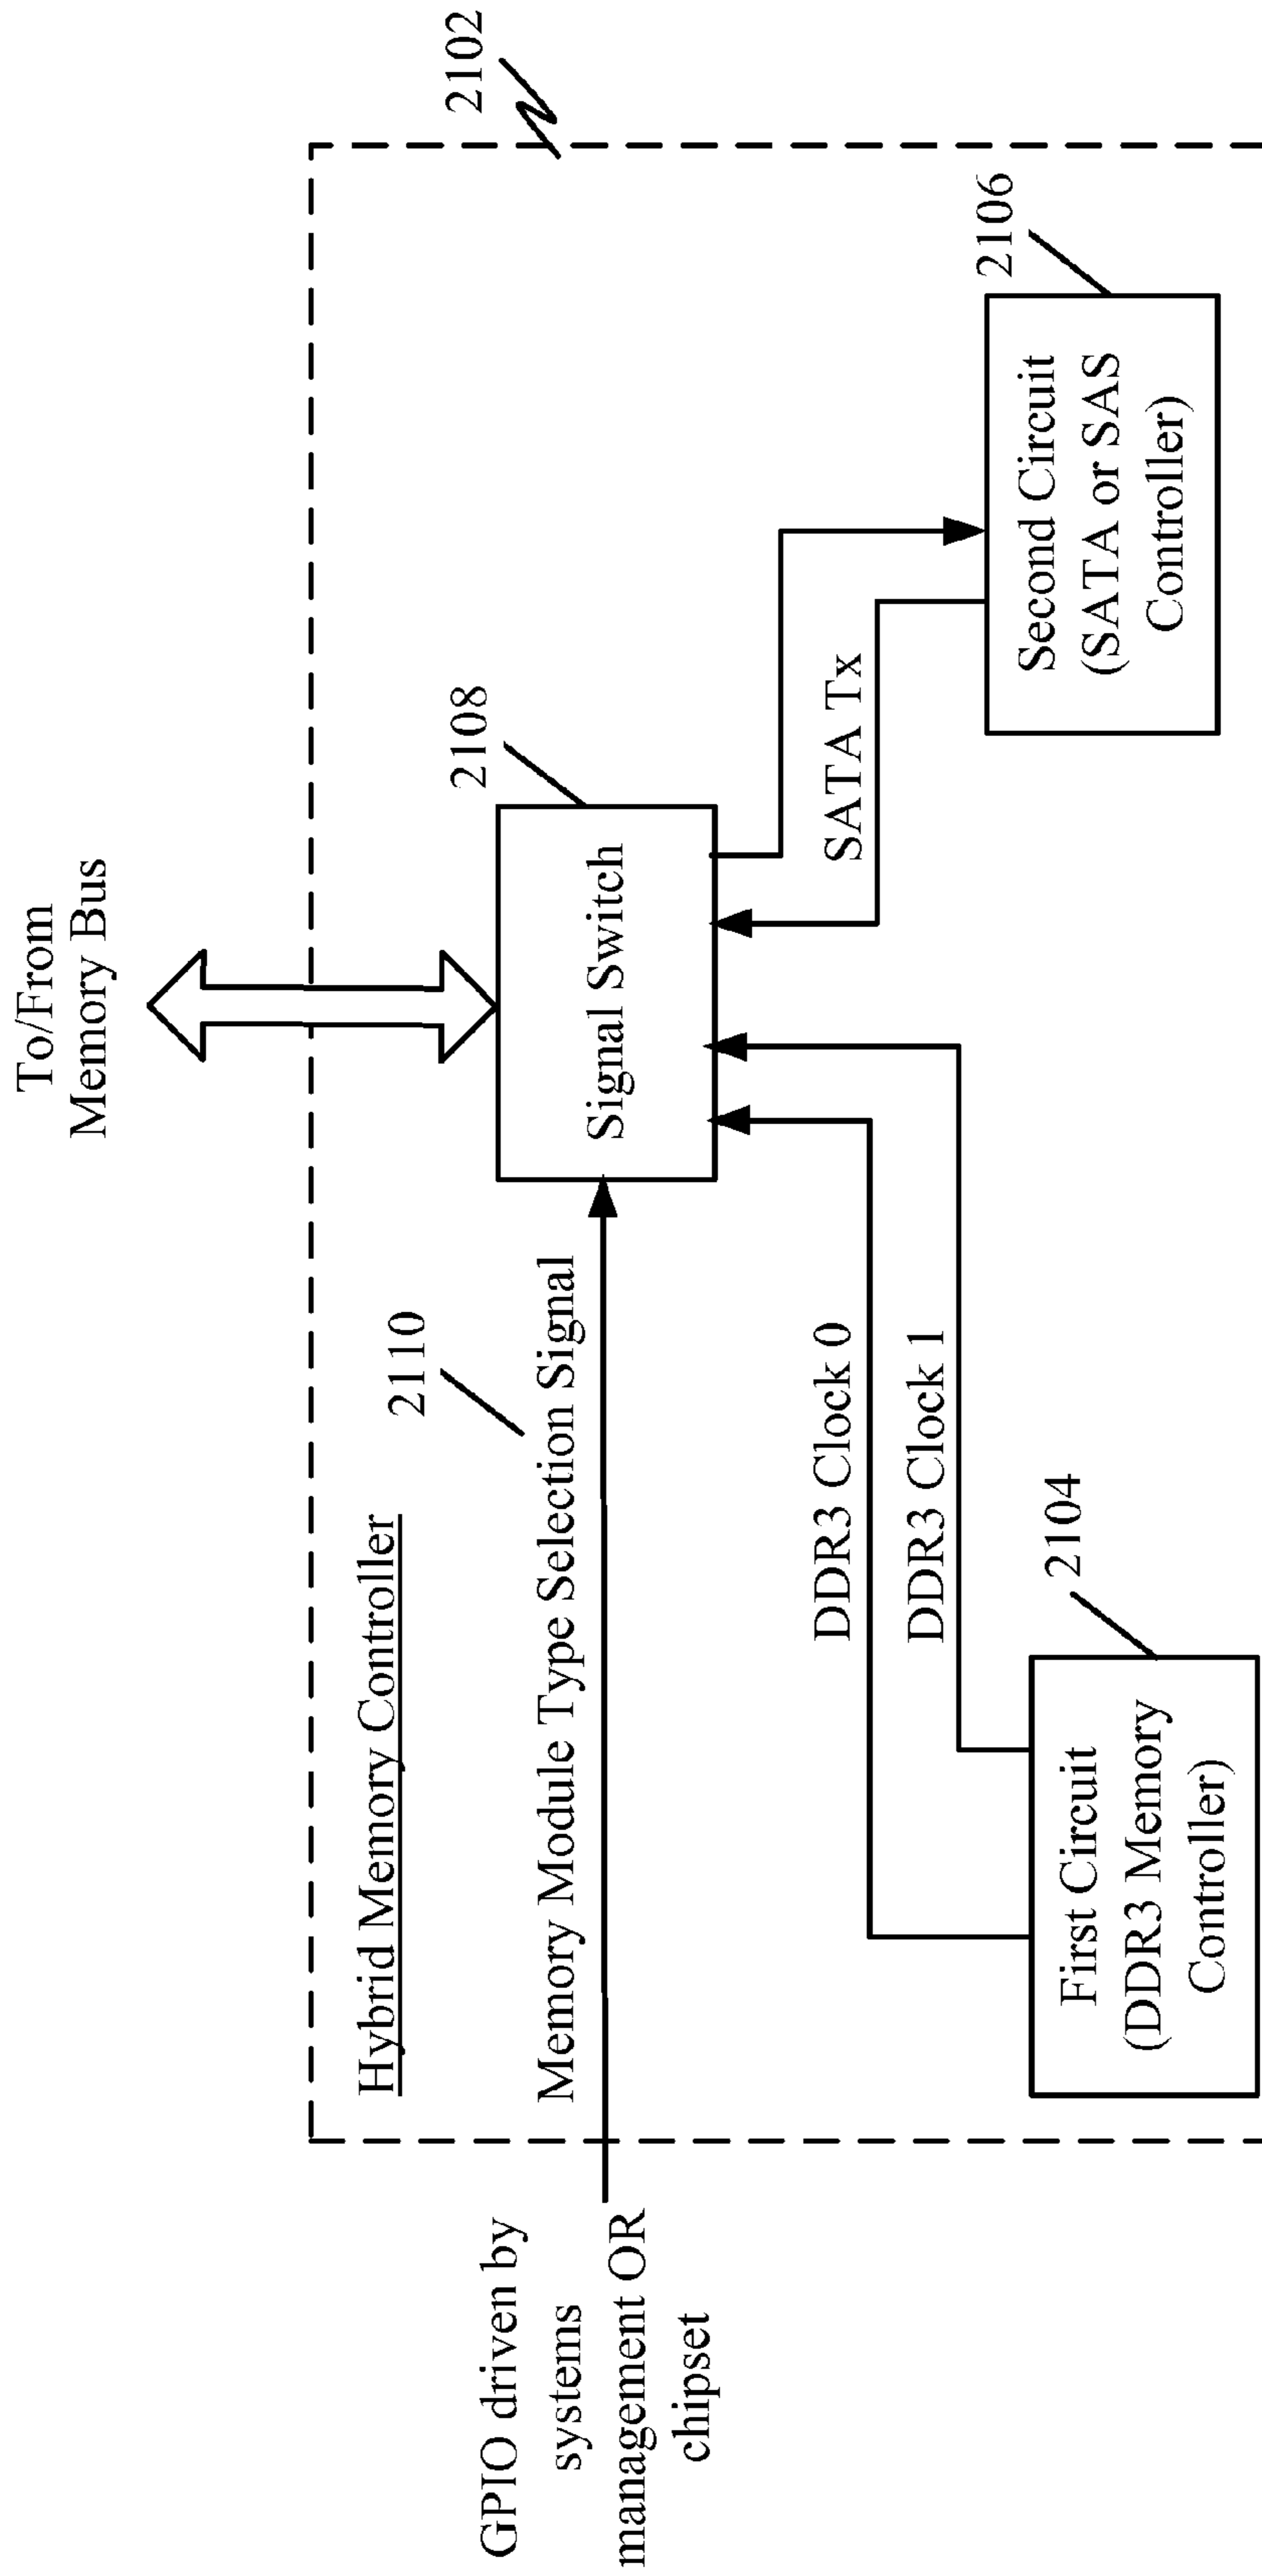 To/From
Memory Bus
2102
Hybrid Memory Controller
2110
Memory Module Type Selection Signal
GPIO driven by
systems
management OR
chipset
2108
Signal Switch
DDR3 Clock 0
DDR3 Clock 1
SATA Tx
2104
First Circuit
(DDR3 Memory
Controller)
2106
Second Circuit
(SATA or SAS
Controller)